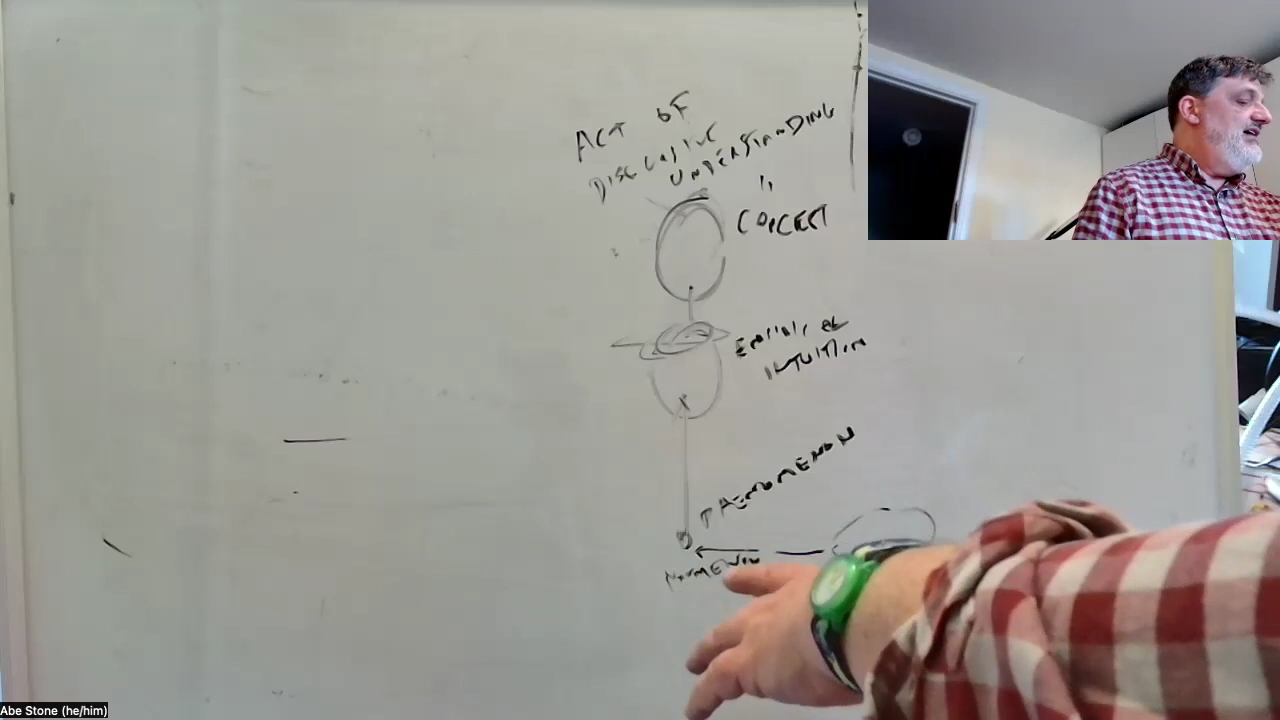 ACT OF
DISCURSIVE
UNDERSTANDING
CONCEPT
EMPIRICAL
INTUITION
PHENOMENON
NOUMENON
Abe Stone (he/him)